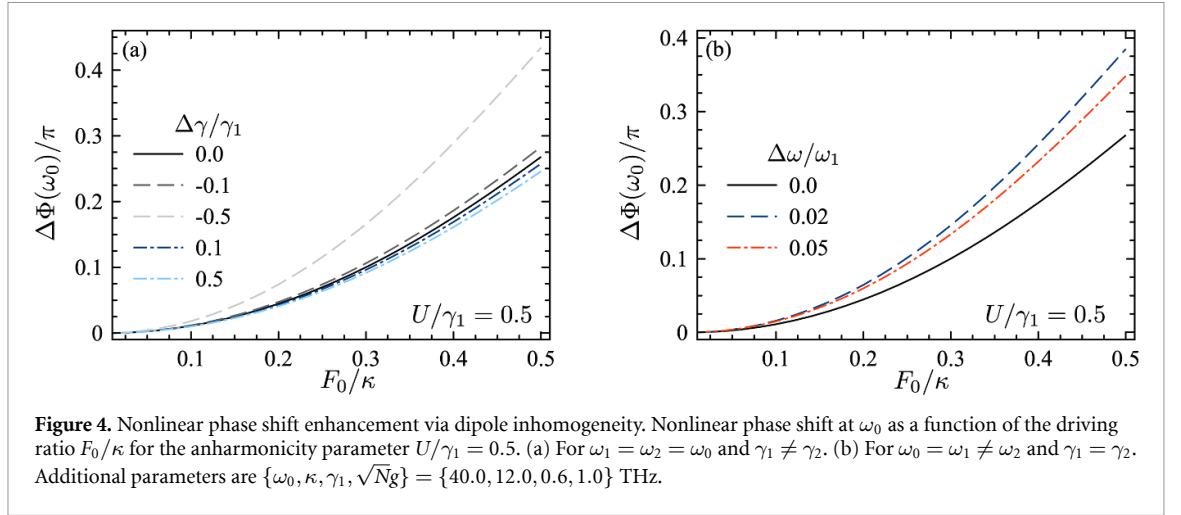 (a)
ΔΦ(ω₀)/π
0.4
0.3
0.2
0.1
0
Δγ/γ₁
0.0
-0.1
-0.5
0.1
0.5
U/γ₁ = 0.5
0.1 0.2 0.3 0.4 0.5
F₀/κ
(b)
ΔΦ(ω₀)/π
0.4
0.3
0.2
0.1
0
Δω/ω₁
0.0
0.02
0.05
U/γ₁ = 0.5
0.1 0.2 0.3 0.4 0.5
F₀/κ
Figure 4. Nonlinear phase shift enhancement via dipole inhomogeneity. Nonlinear phase shift at ω₀ as a function of the driving
ratio F₀/κ for the anharmonicity parameter U/γ₁ = 0.5. (a) For ω₁ = ω₂ = ω₀ and γ₁ ≠ γ₂. (b) For ω₀ = ω₁ ≠ ω₂ and γ₁ = γ₂.
Additional parameters are {ω₀, κ, γ₁, √Ng} = {40.0, 12.0, 0.6, 1.0} THz.